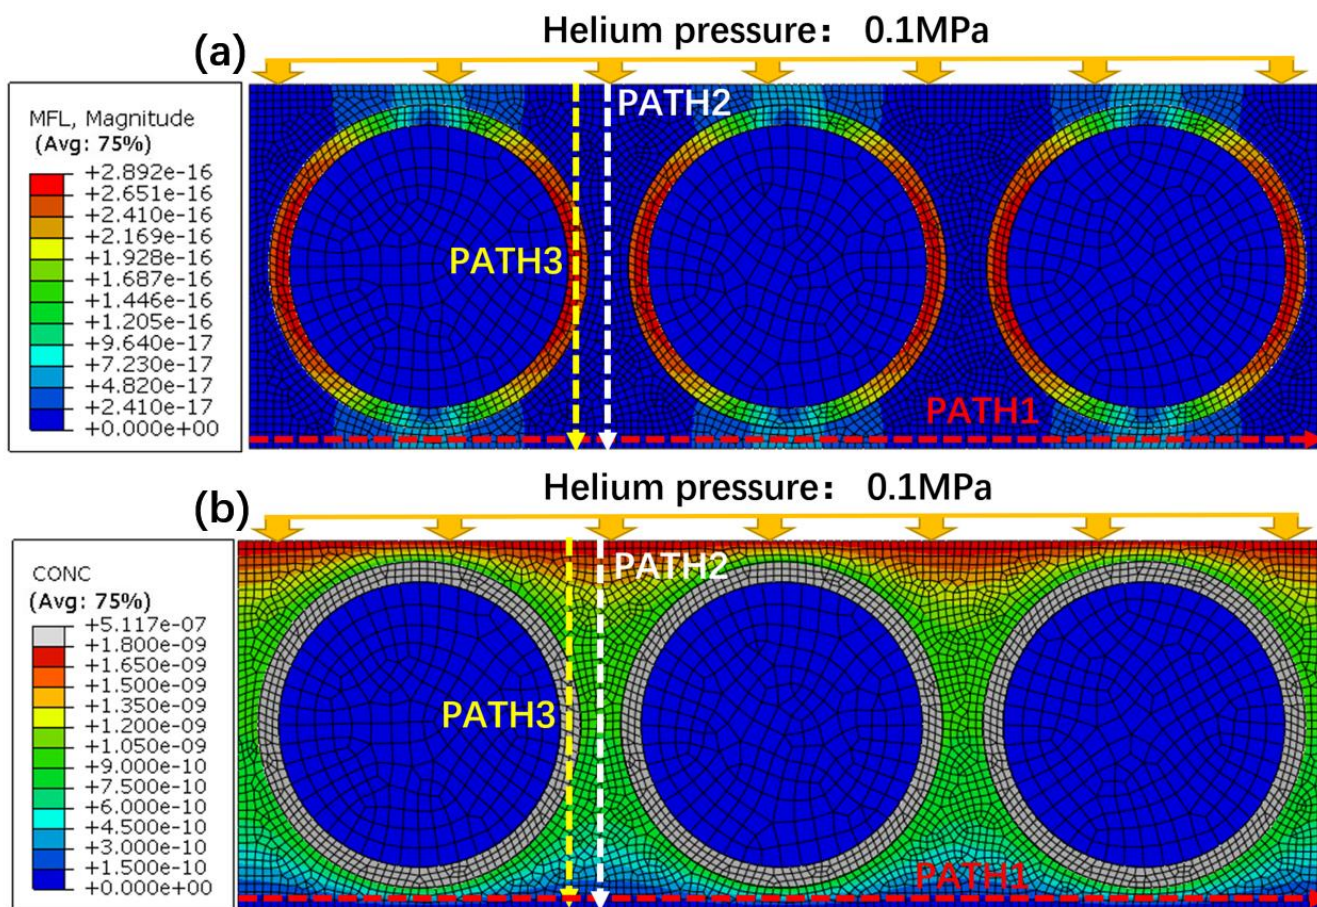 (a)
Helium pressure： 0.1MPa
MFL, Magnitude
(Avg: 75%)
+2.892e-16
+2.651e-16
+2.410e-16
+2.169e-16
+1.928e-16
+1.687e-16
+1.446e-16
+1.205e-16
+9.640e-17
+7.230e-17
+4.820e-17
+2.410e-17
+0.000e+00
PATH2
PATH3
PATH1
(b)
Helium pressure： 0.1MPa
CONC
(Avg: 75%)
+5.117e-07
+1.800e-09
+1.650e-09
+1.500e-09
+1.350e-09
+1.200e-09
+1.050e-09
+9.000e-10
+7.500e-10
+6.000e-10
+4.500e-10
+3.000e-10
+1.500e-10
+0.000e+00
PATH2
PATH3
PATH1